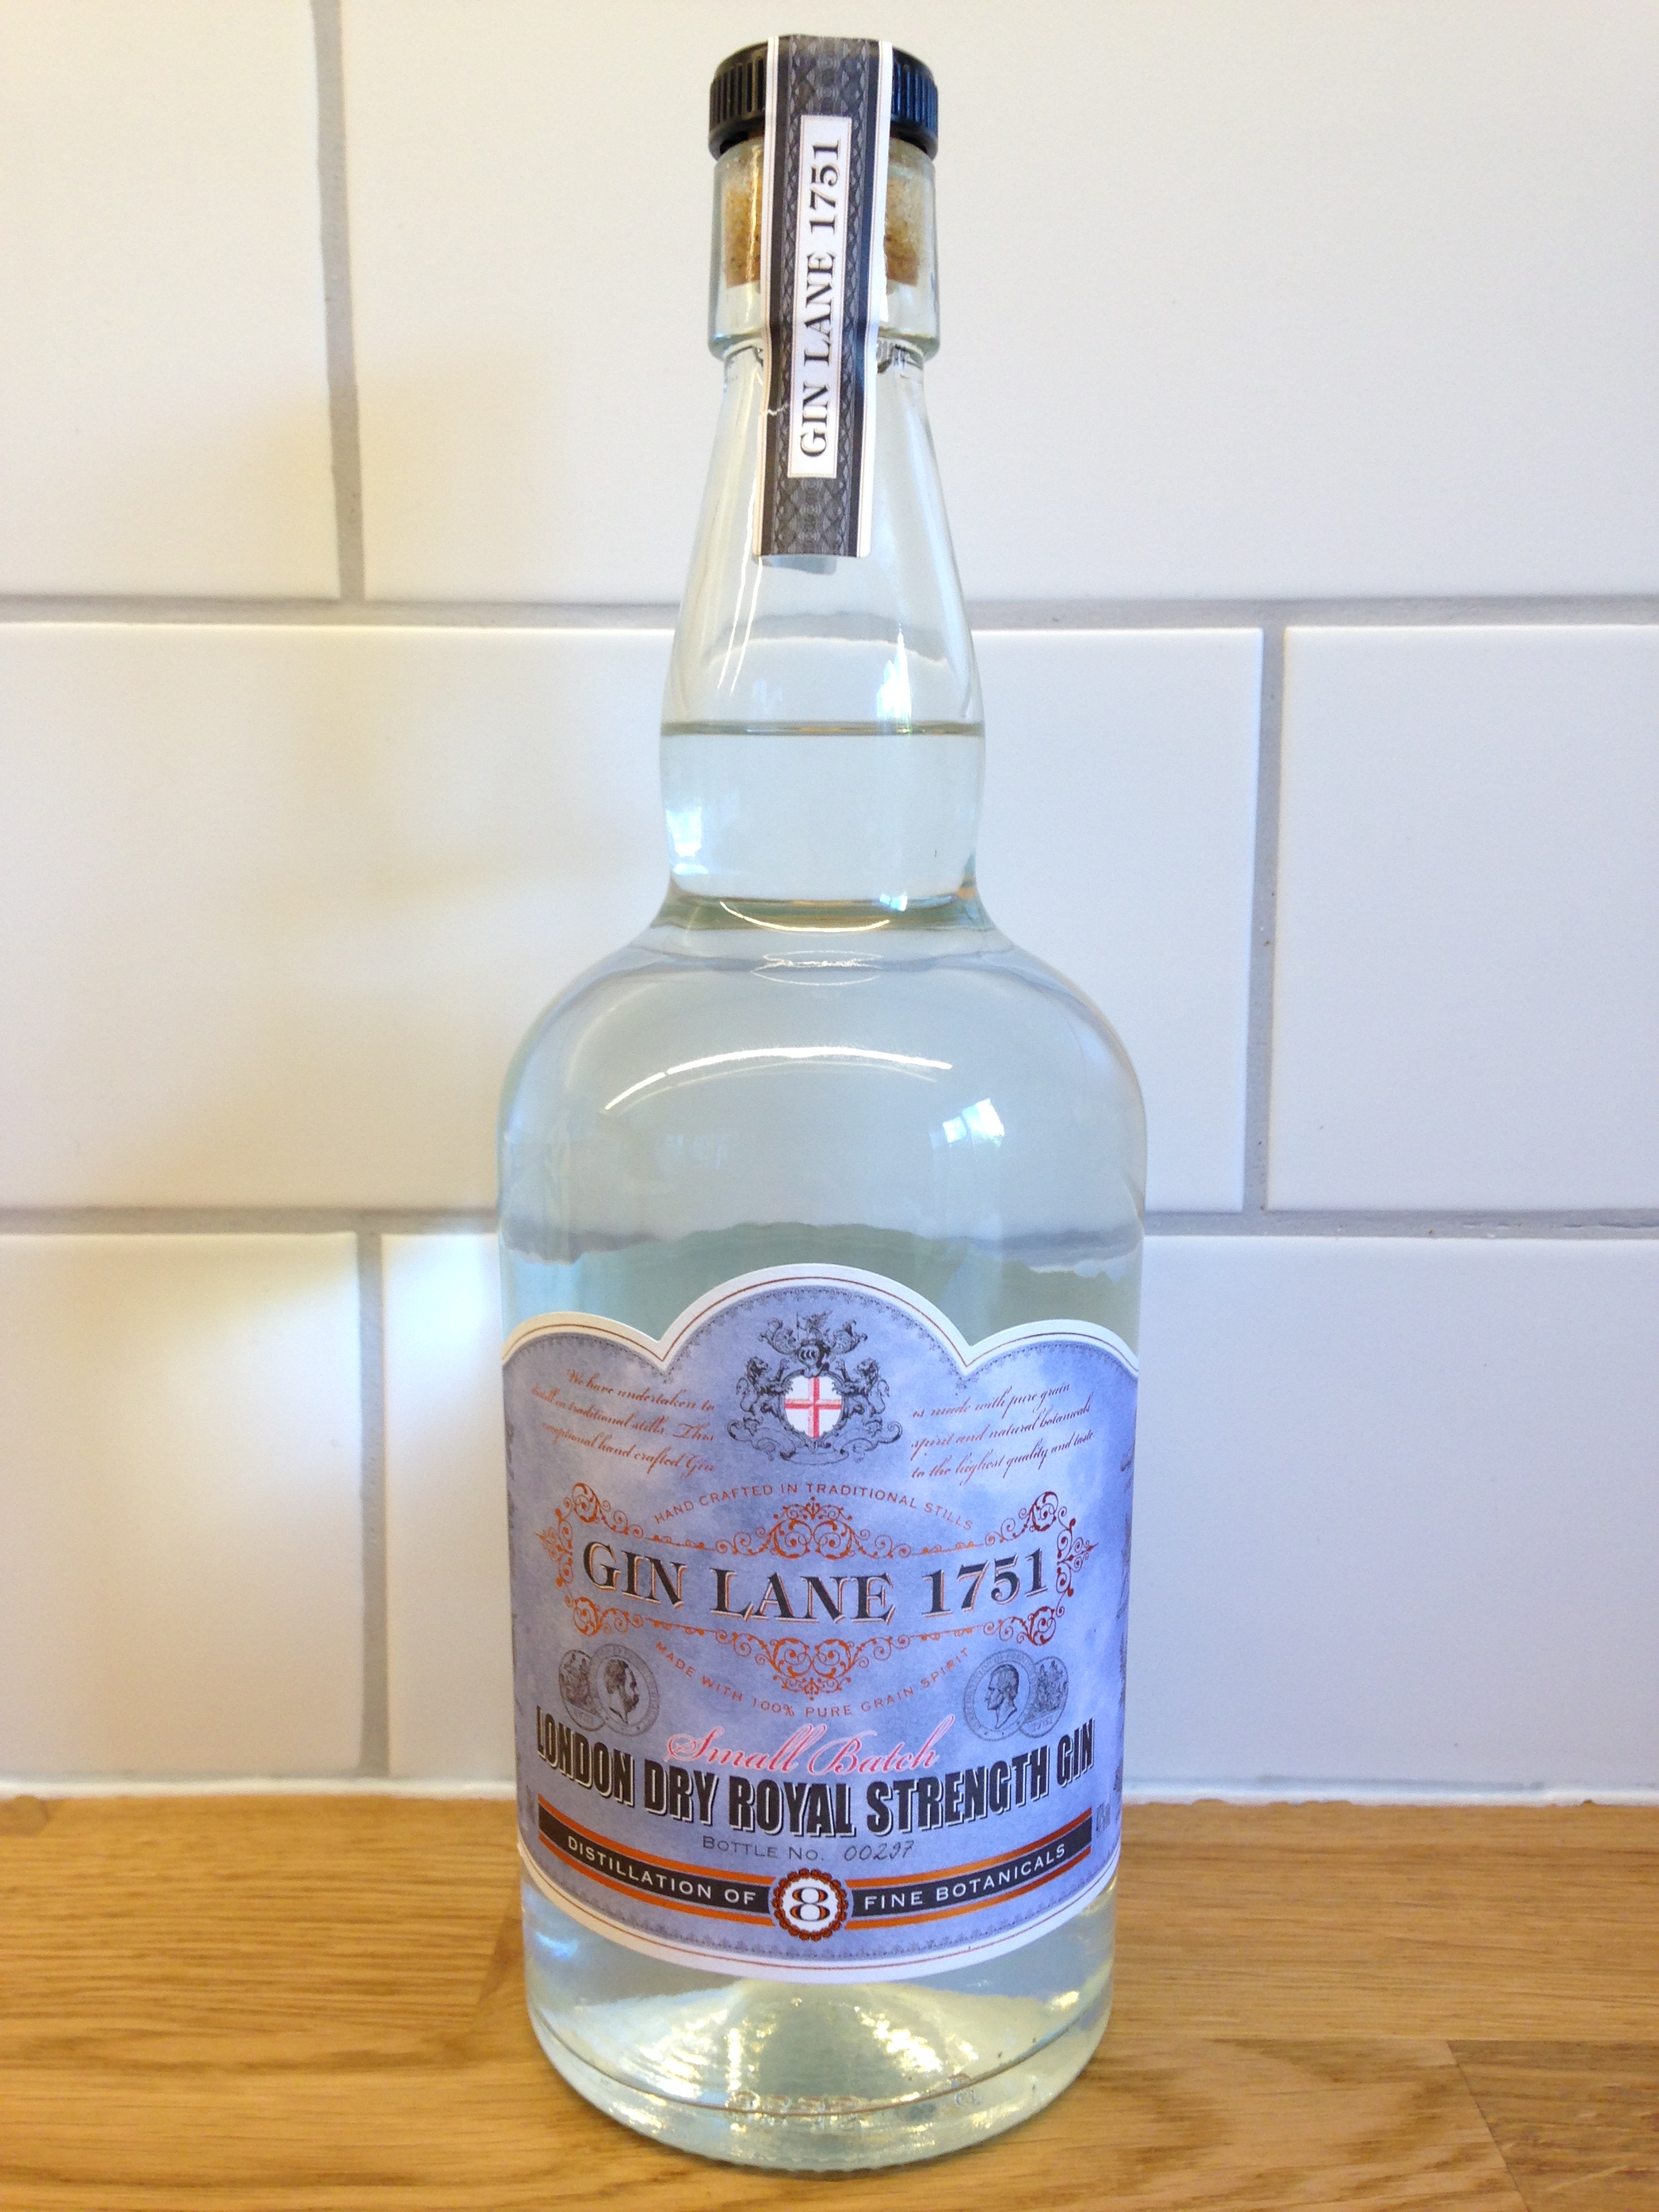 GIN LANE 1751
We have undertaken to
distill in traditional stills. This
exceptional hand crafted Gin
is made with pure grain
spirit and natural botanicals
to the highest quality and taste
HAND CRAFTED IN TRADITIONAL STILLS
GIN LANE 1751
MADE WITH 100% PURE GRAIN SPIRIT
Small Batch
LONDON DRY ROYAL STRENGTH GIN
BOTTLE NO. 00297
DISTILLATION OF 8 FINE BOTANICALS